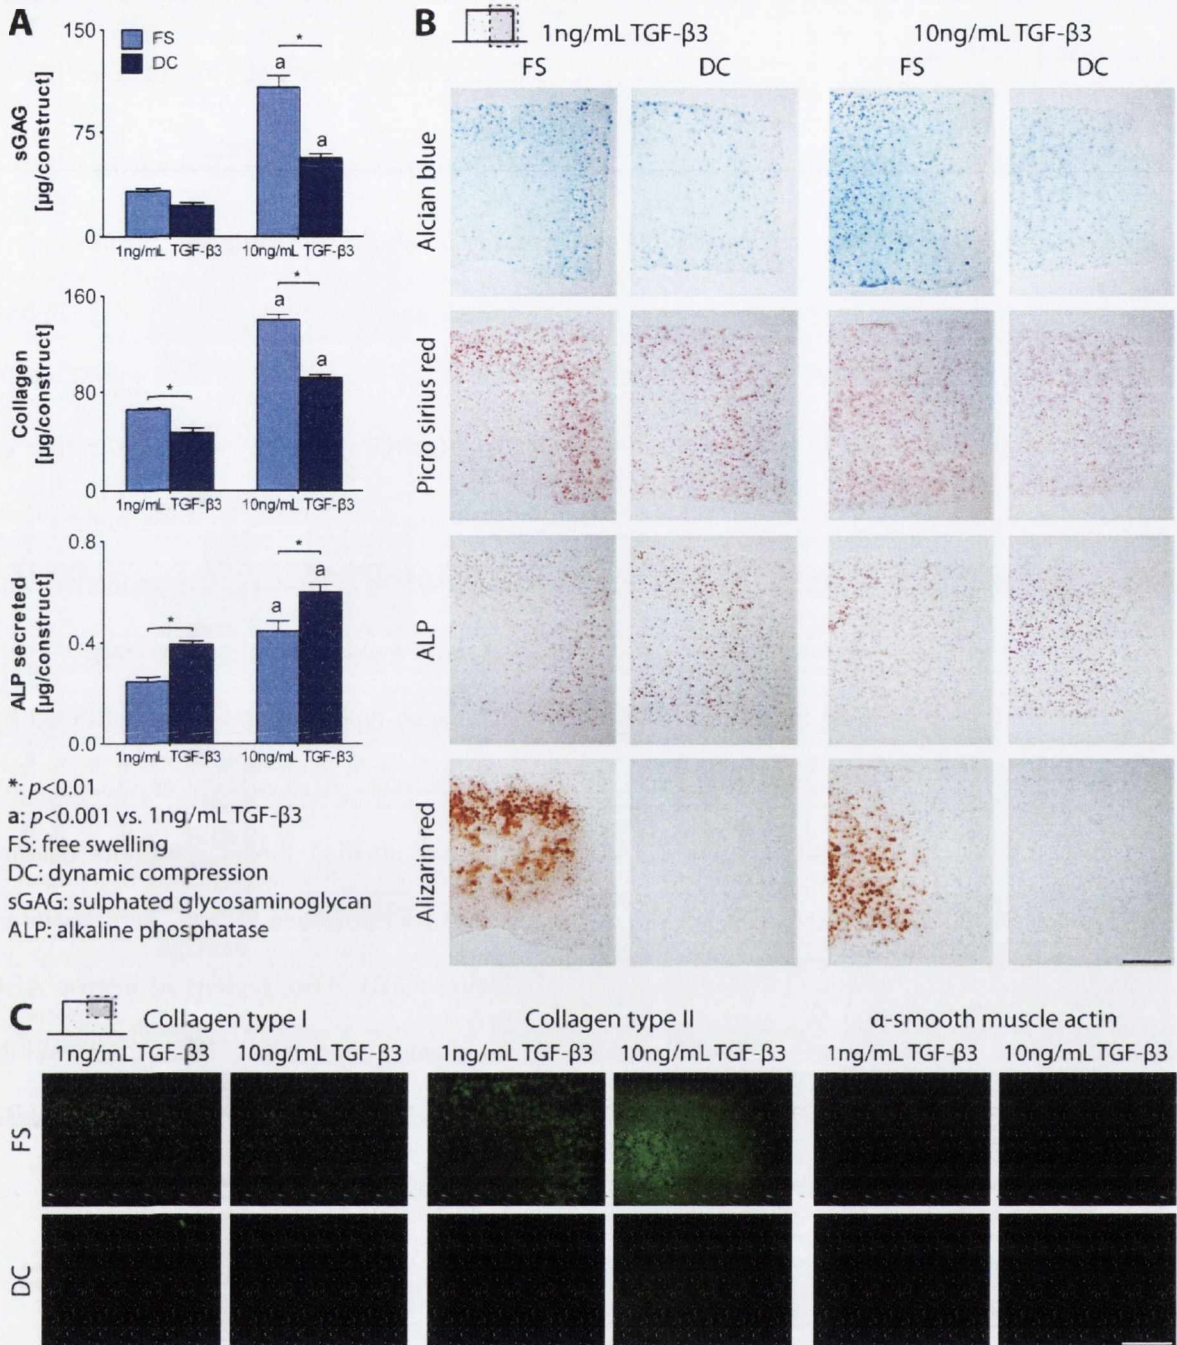 A
150
75
0
sGAG
[µg/construct]
FS
DC
*
a
a
1ng/mL TGF-β3
10ng/mL TGF-β3
160
80
0
Collagen
[µg/construct]
*
*
a
a
1ng/mL TGF-β3
10ng/mL TGF-β3
0.8
0.4
0.0
ALP secreted
[µg/construct]
*
*
a
a
1ng/mL TGF-β3
10ng/mL TGF-β3
*: p<0.01
a: p<0.001 vs. 1ng/mL TGF-β3
FS: free swelling
DC: dynamic compression
sGAG: sulphated glycosaminoglycan
ALP: alkaline phosphatase
B
1ng/mL TGF-β3
10ng/mL TGF-β3
FS
DC
FS
DC
Alcian blue
Picro sirius red
ALP
Alizarin red
C
Collagen type I
Collagen type II
α-smooth muscle actin
1ng/mL TGF-β3
10ng/mL TGF-β3
1ng/mL TGF-β3
10ng/mL TGF-β3
1ng/mL TGF-β3
10ng/mL TGF-β3
FS
DC